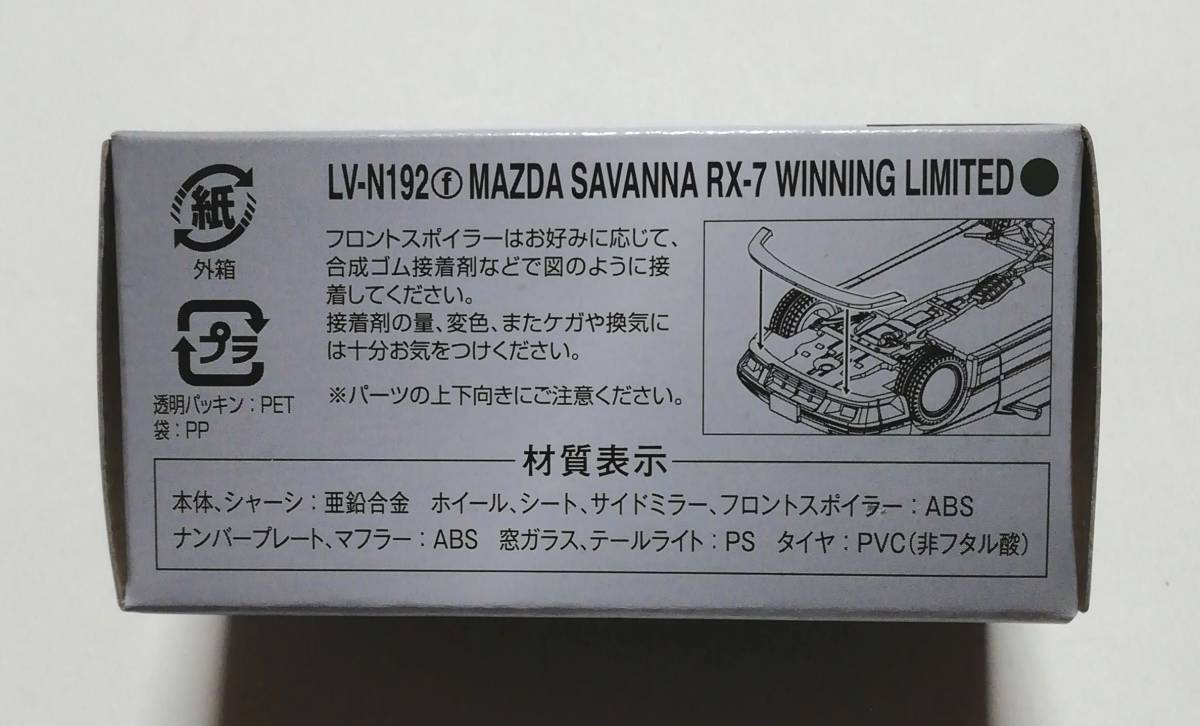 LV-N192ⓕ MAZDA SAVANNA RX-7 WINNING LIMITED●
紙
外箱
プラ
透明パッキン：PET
袋：PP
フロントスポイラーはお好みに応じて、
合成ゴム接着剤などで図のように接
着してください。
接着剤の量、変色、またケガや換気に
は十分お気をつけください。
※パーツの上下向きにご注意ください。
材質表示
本体、シャーシ：亜鉛合金　ホイール、シート、サイドミラー、フロントスポイラー：ABS
ナンバープレート、マフラー：ABS　窓ガラス、テールライト：PS　タイヤ：PVC（非フタル酸）